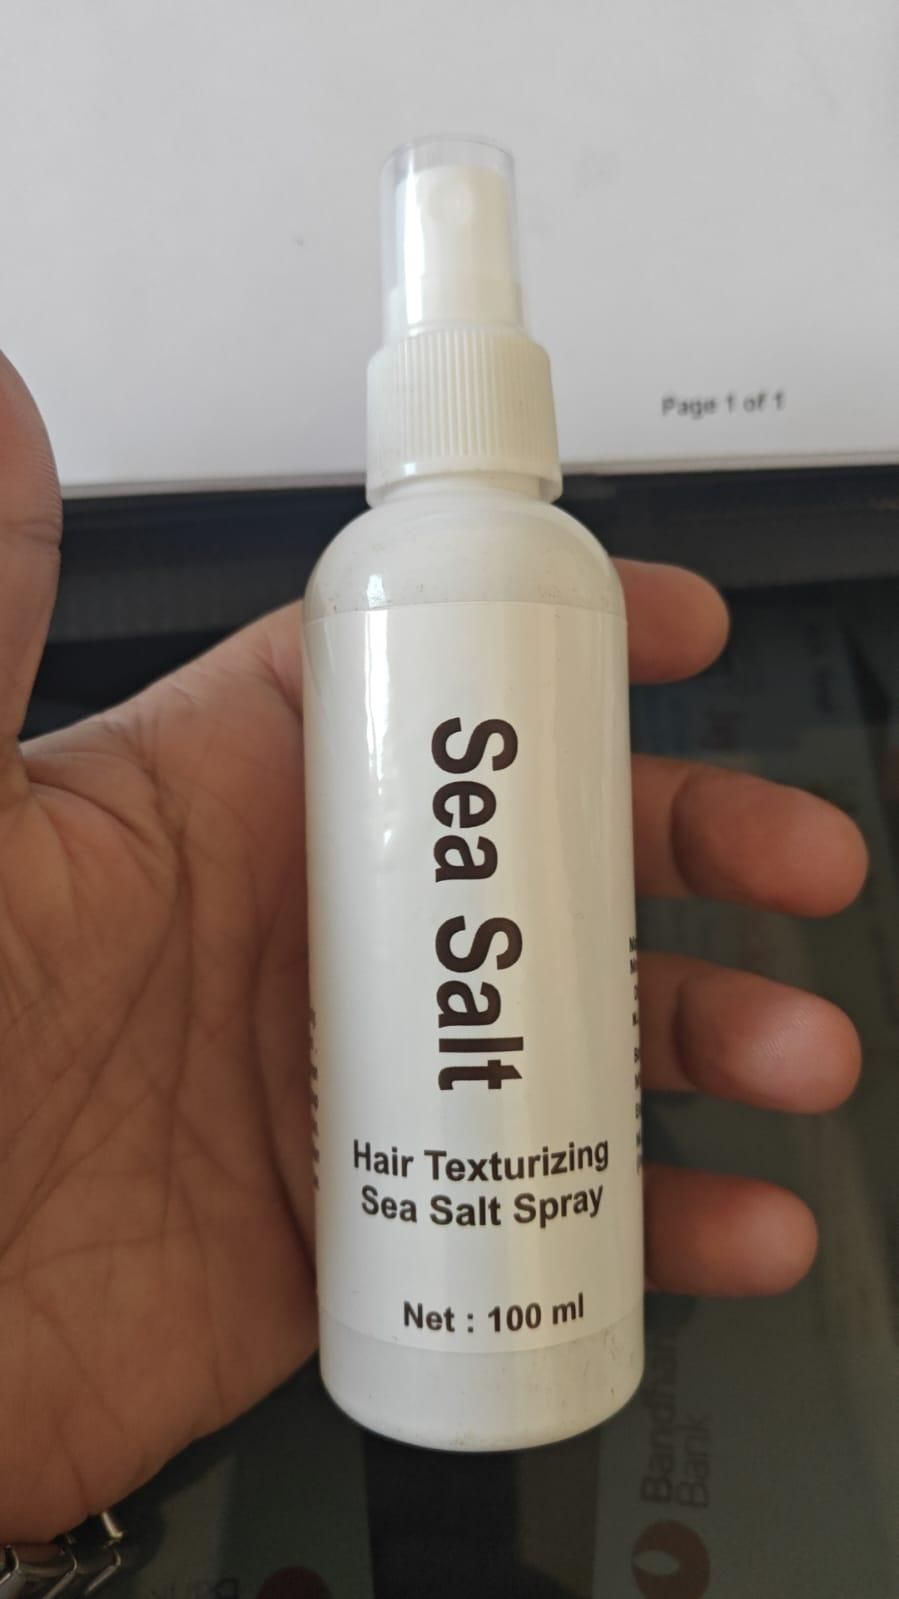 Page 1 of 1
Sea Salt
Hair Texturizing
Sea Salt Spray
Net : 100 ml
Bandhan
Bank